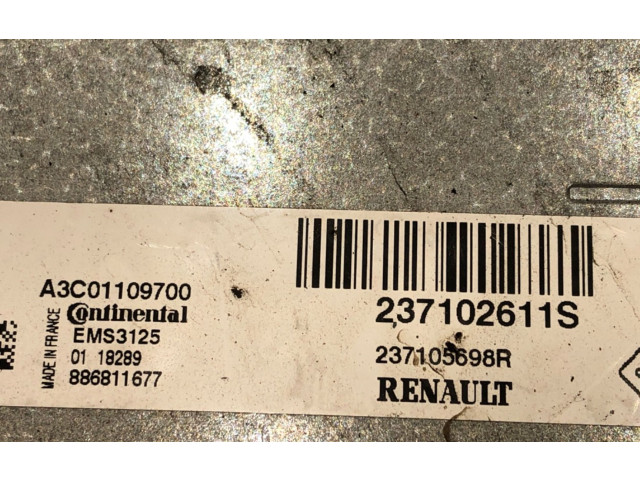 A3C01109700
Continental
EMS3125
01 18289
886811677
MADE IN FRANCE
237102611S
237105698R
RENAULT